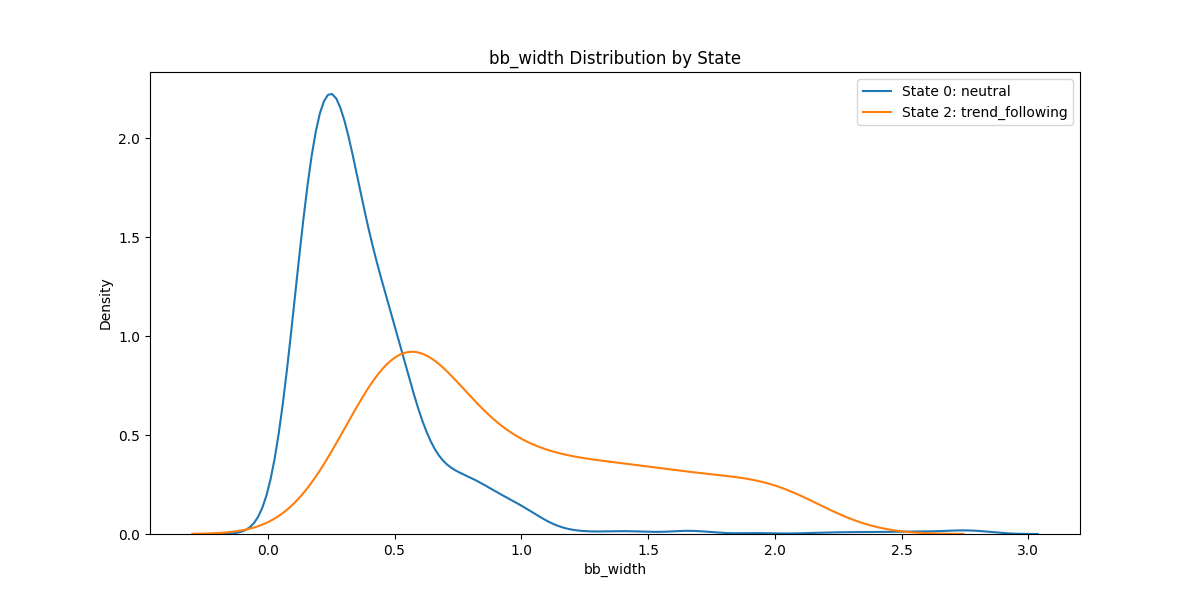 bb_width Distribution by State
State 0: neutral
State 2: trend_following
Density
2.0
1.5
1.0
0.5
0.0
0.0 0.5 1.0 1.5 2.0 2.5 3.0
bb_width